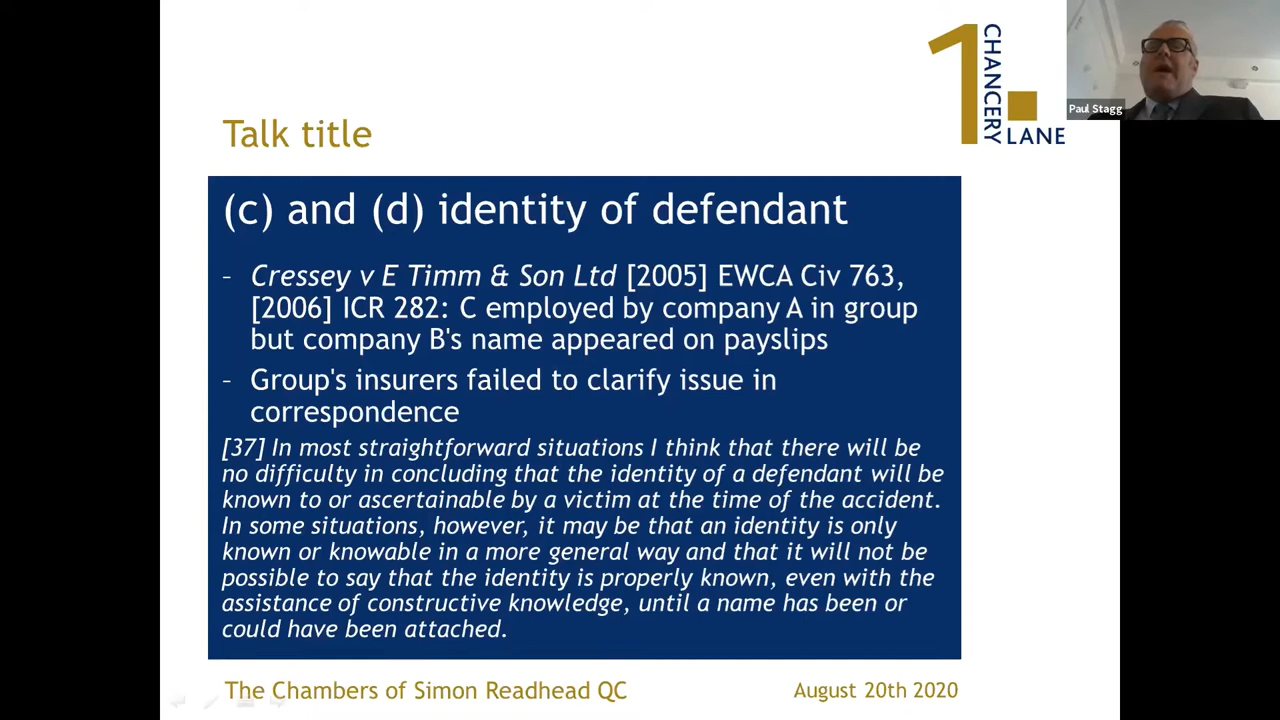 1 CHANCERY LANE
Paul Stagg
Talk title
(c) and (d) identity of defendant
- Cressey v E Timm & Son Ltd [2005] EWCA Civ 763,
[2006] ICR 282: C employed by company A in group
but company B's name appeared on payslips
- Group's insurers failed to clarify issue in
correspondence
[37] In most straightforward situations I think that there will be
no difficulty in concluding that the identity of a defendant will be
known to or ascertainable by a victim at the time of the accident.
In some situations, however, it may be that an identity is only
known or knowable in a more general way and that it will not be
possible to say that the identity is properly known, even with the
assistance of constructive knowledge, until a name has been or
could have been attached.
The Chambers of Simon Readhead QC
August 20th 2020